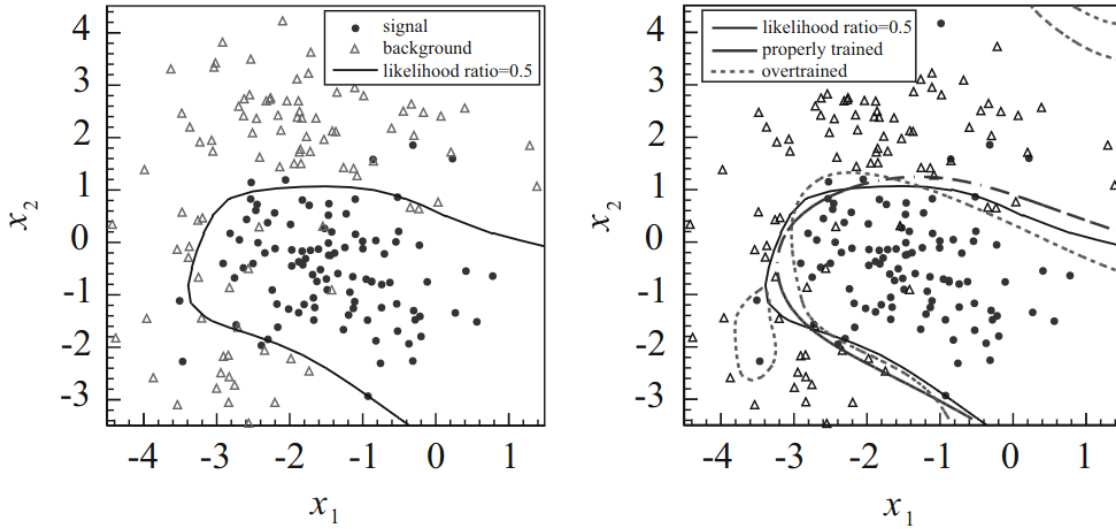 signal
background
likelihood ratio=0.5
4
3
2
1
0
-1
-2
-3
x2
-4 -3 -2 -1 0 1
x1
likelihood ratio=0.5
properly trained
overtrained
4
3
2
1
0
-1
-2
-3
x2
-4 -3 -2 -1 0 1
x1